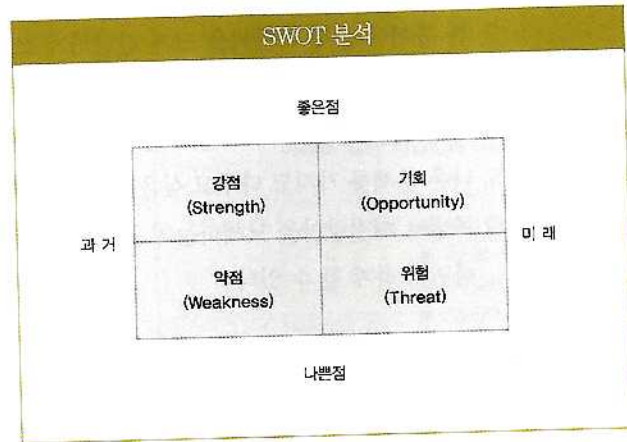 SWOT 분석
좋은점
강점
(Strength)
기회
(Opportunity)
과 거
미 래
약점
(Weakness)
위험
(Threat)
나쁜점